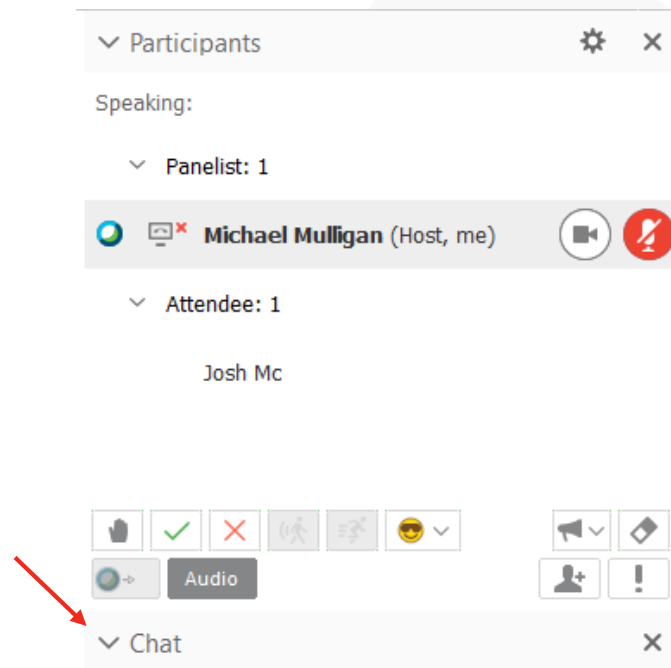 Participants
Speaking:
Panelist: 1
Michael Mulligan (Host, me)
Attendee: 1
Josh Mc
Audio
Chat